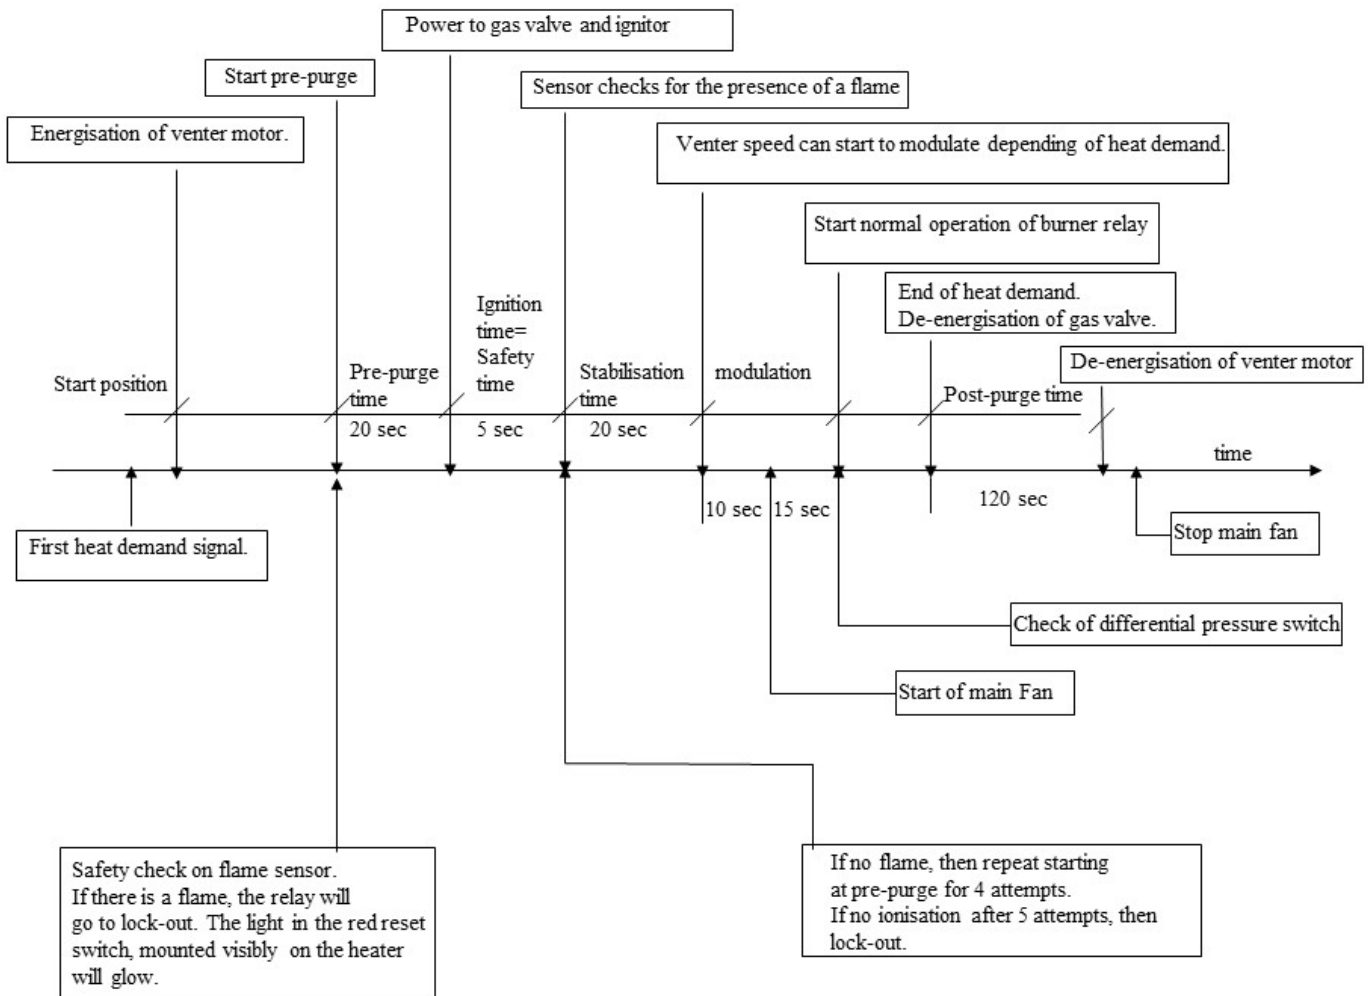 Power to gas valve and ignitor
Start pre-purge
Sensor checks for the presence of a flame
Energisation of venter motor.
Venter speed can start to modulate depending of heat demand.
Start normal operation of burner relay
End of heat demand.
De-energisation of gas valve.
De-energisation of venter motor
Start position
Pre-purge
time
20 sec
Ignition
time=
Safety
time
5 sec
Stabilisation
time
20 sec
modulation
Post-purge time
time
10 sec
15 sec
120 sec
First heat demand signal.
Stop main fan
Check of differential pressure switch
Start of main Fan
Safety check on flame sensor.
If there is a flame, the relay will
go to lock-out. The light in the red reset
switch, mounted visibly on the heater
will glow.
If no flame, then repeat starting
at pre-purge for 4 attempts.
If no ionisation after 5 attempts, then
lock-out.